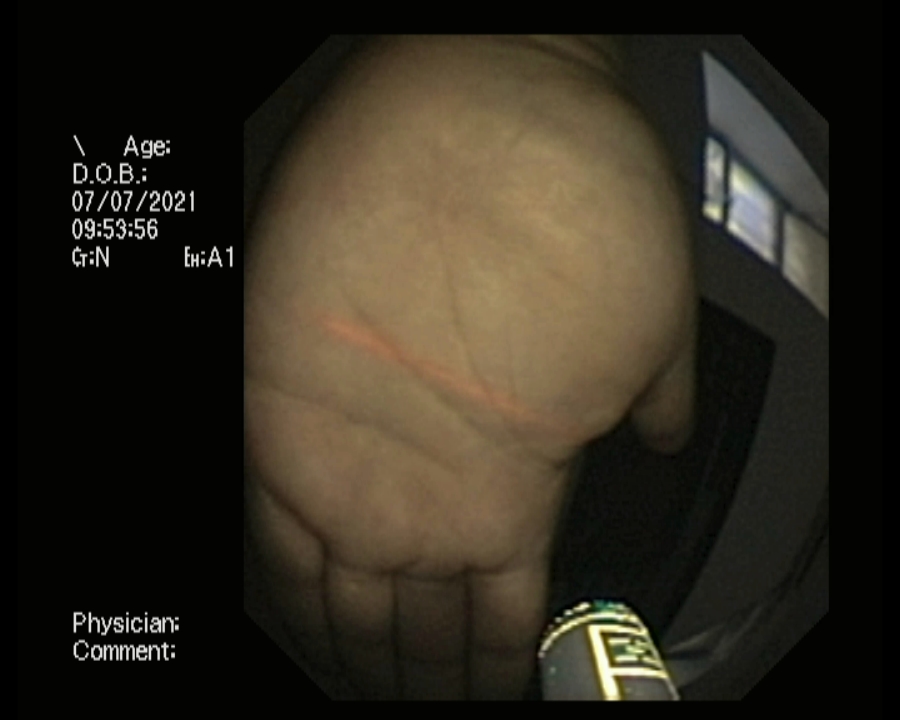 \ Age:
D.O.B.:
07/07/2021
09:53:56
Cr:N EH:A1
Physician:
Comment: